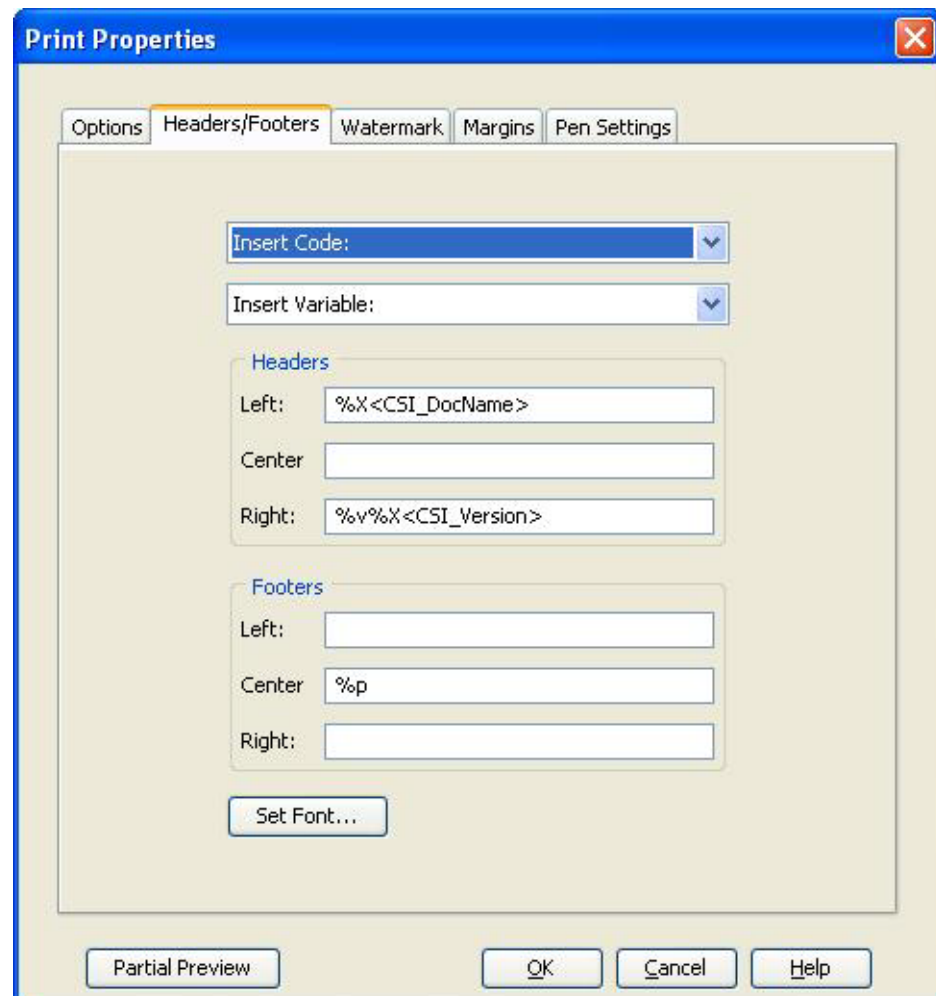 Print Properties
Options Headers/Footers Watermark Margins Pen Settings
Insert Code:
Insert Variable:
Headers
Left: %X<CSI_DocName>
Center
Right: %v%X<CSI_Version>
Footers
Left:
Center %p
Right:
Set Font...
Partial Preview OK Cancel Help